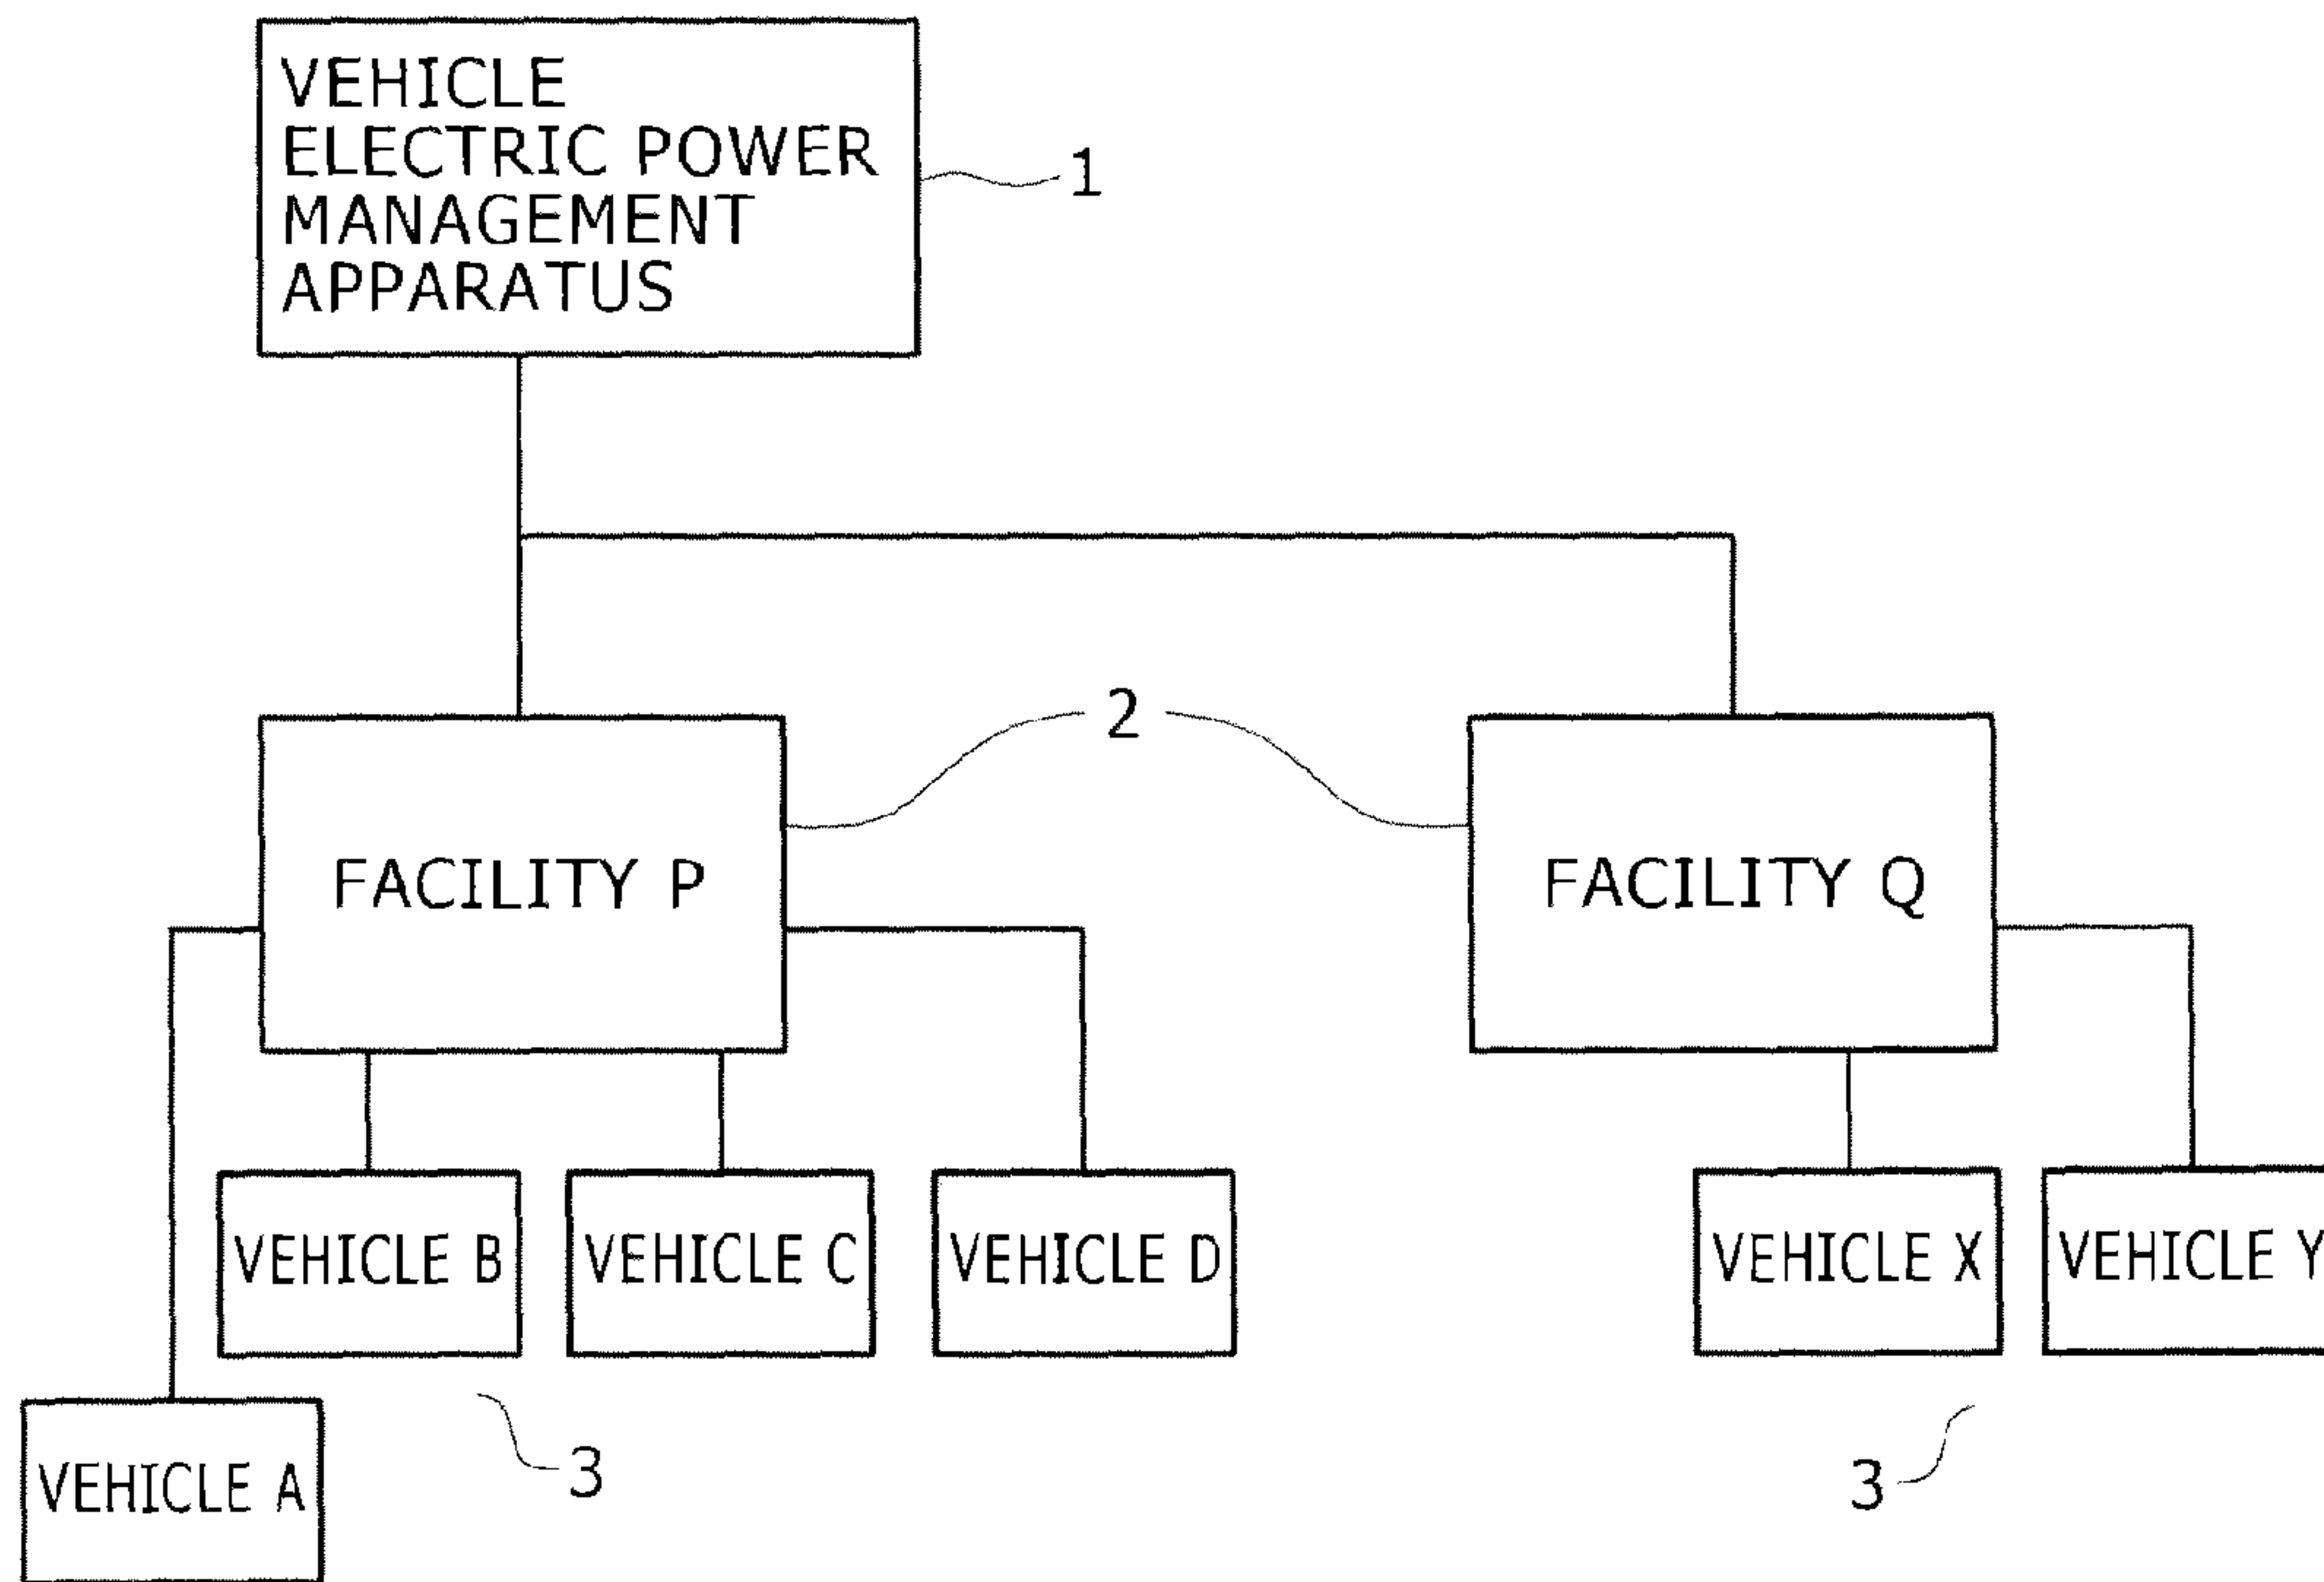 VEHICLE
ELECTRIC POWER
MANAGEMENT
APPARATUS
1
2
FACILITY P
FACILITY Q
VEHICLE B
VEHICLE C
VEHICLE D
VEHICLE X
VEHICLE Y
3
3
VEHICLE A